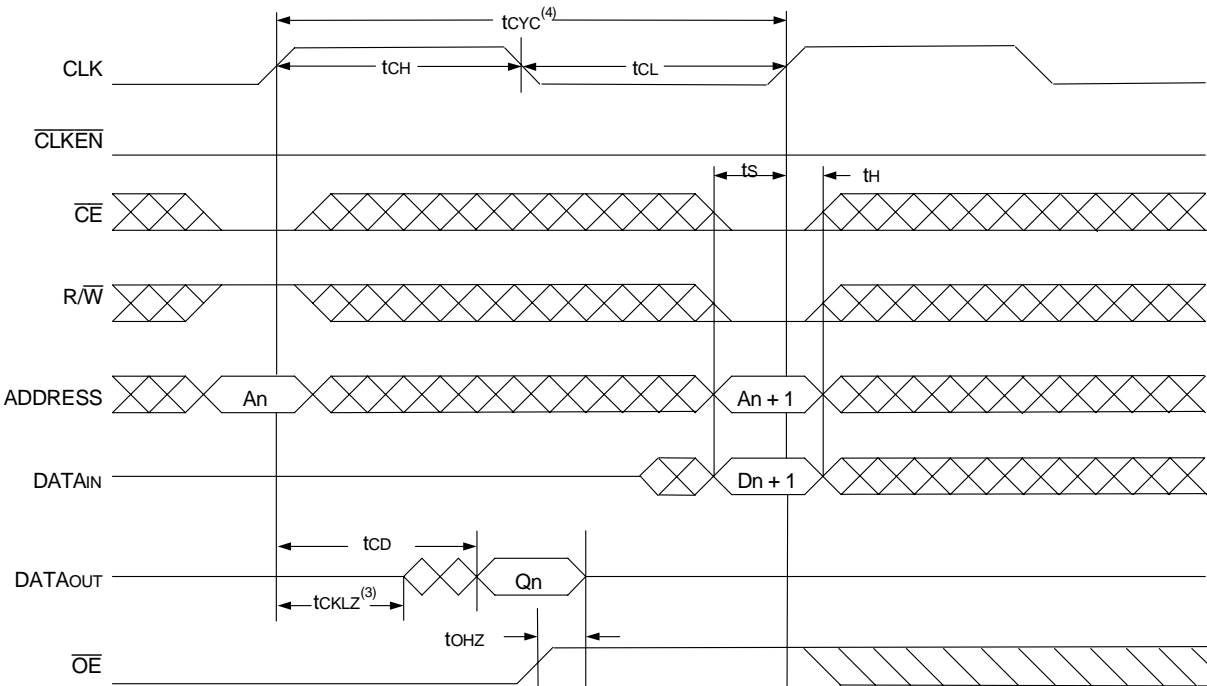 tCYC(4)
CLK
tCH
tCL
CLKEN
tS
tH
CE
R/W
ADDRESS
An
An + 1
DATAIN
Dn + 1
tCD
DATAOUT
Qn
tCKLZ(3)
tOHZ
OE